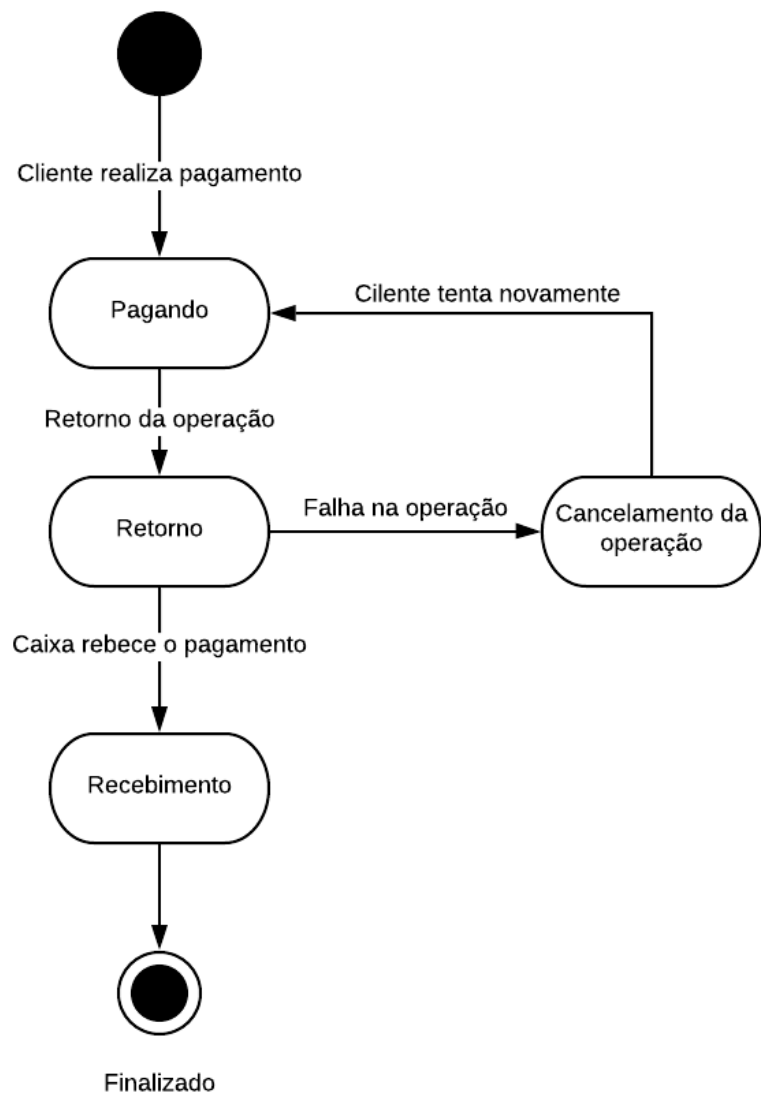 Cliente realiza pagamento
Pagando
Cilente tenta novamente
Retorno da operação
Retorno
Falha na operação
Cancelamento da
operação
Caixa rebece o pagamento
Recebimento
Finalizado